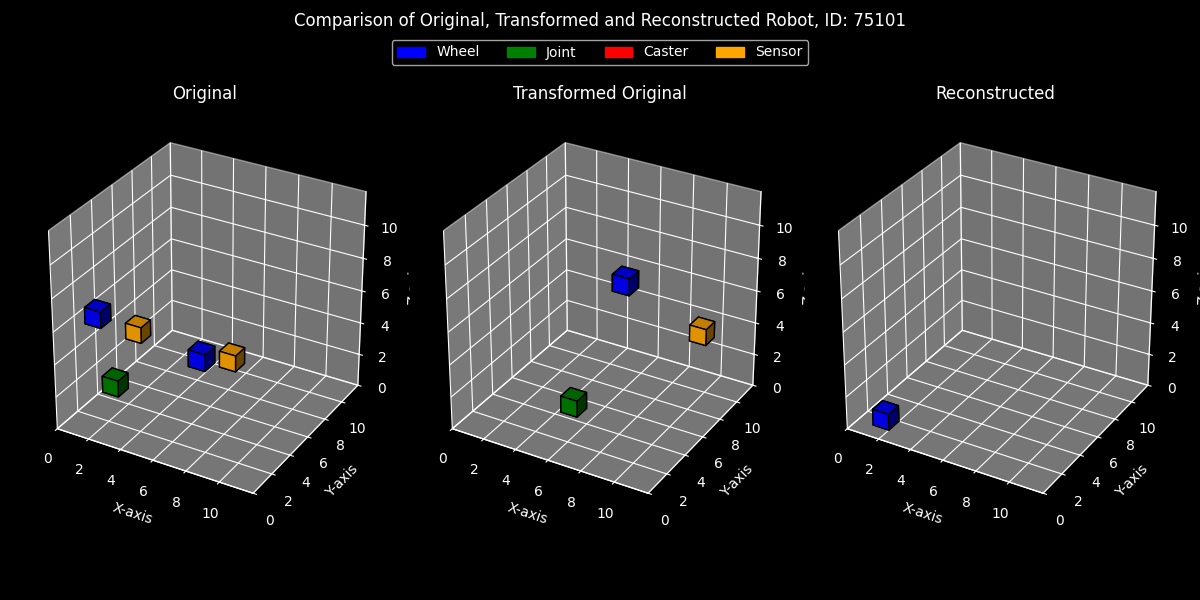 Comparison of Original, Transformed and Reconstructed Robot, ID: 75101
Wheel Joint Caster Sensor
Original Transformed Original Reconstructed
10
8
6
4
2
0
0 2 4 6 8 10
X-axis
0 2 4 6 8 10
Y-axis
10
8
6
4
2
0
0 2 4 6 8 10
X-axis
0 2 4 6 8 10
Y-axis
10
8
6
4
2
0
0 2 4 6 8 10
X-axis
0 2 4 6 8 10
Y-axis